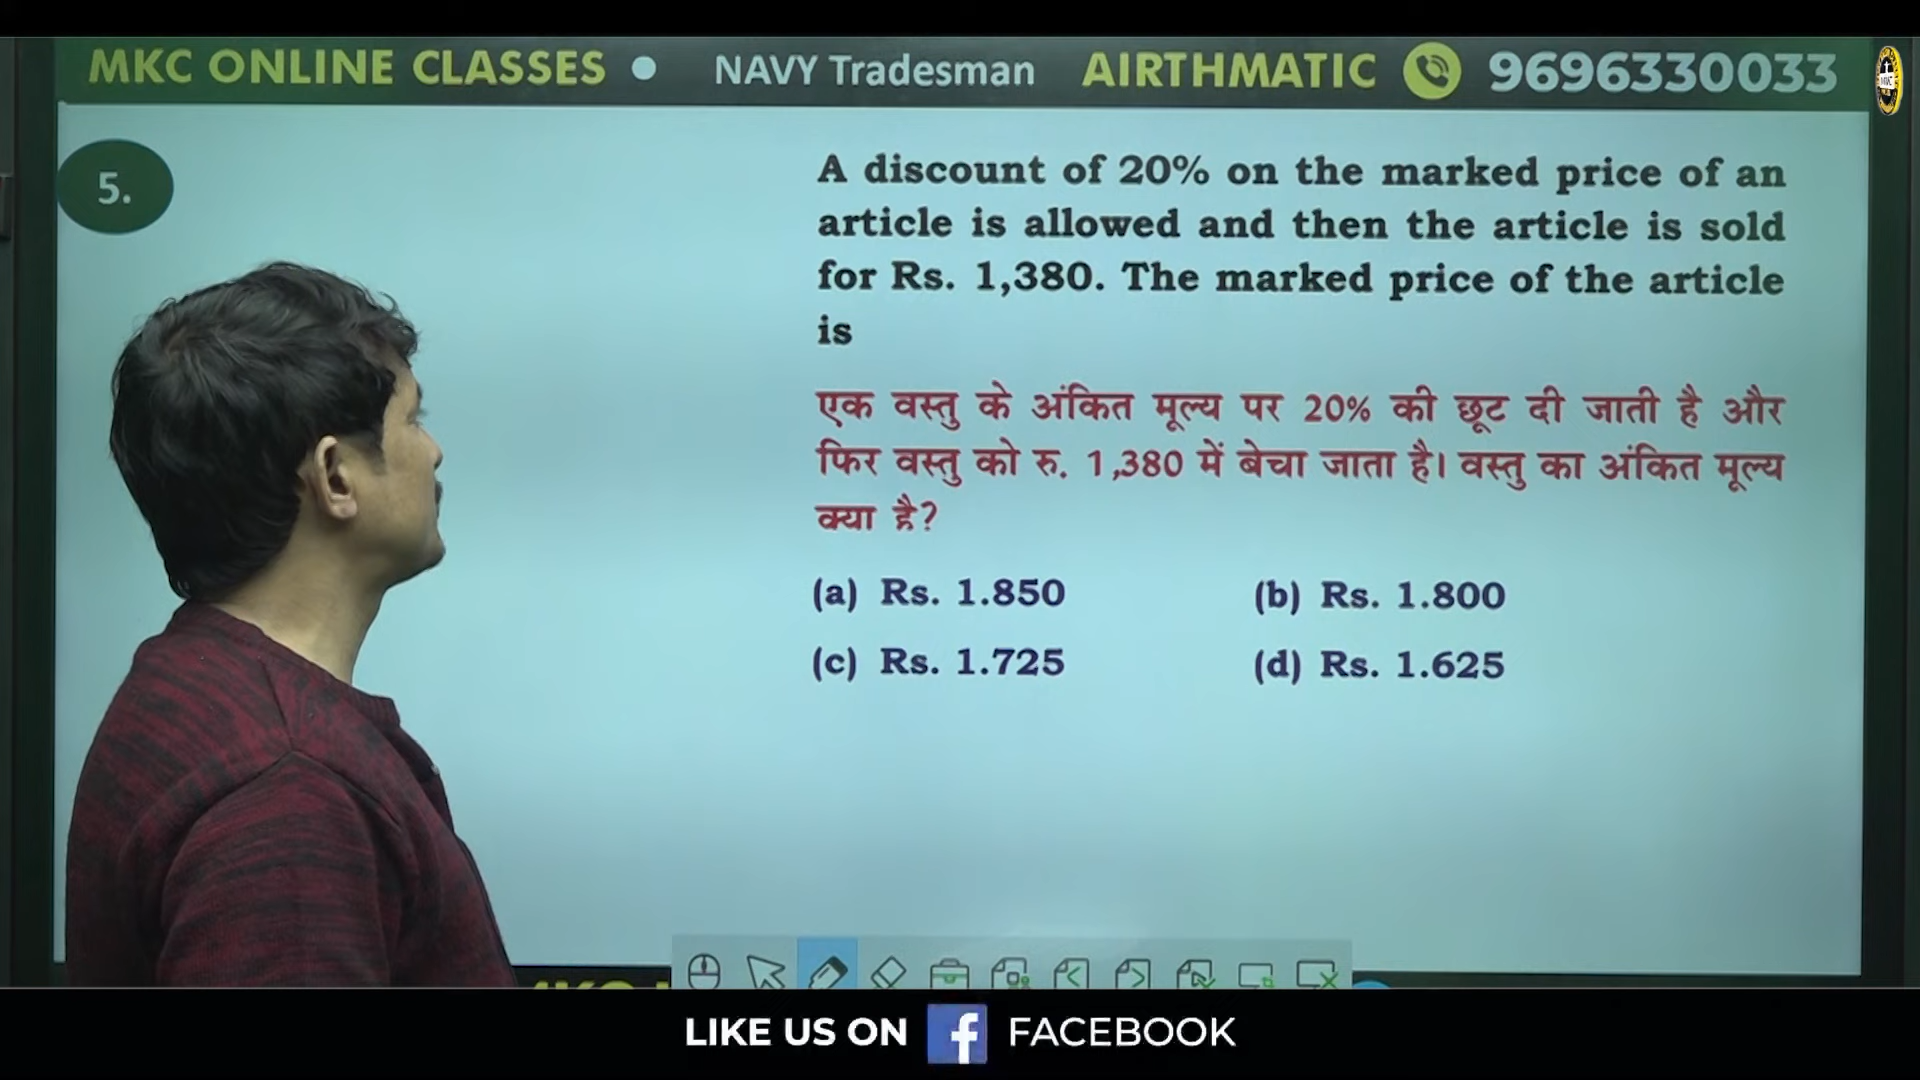 MKC ONLINE CLASSES • NAVY Tradesman AIRTHMATIC 9696330033
5.
A discount of 20% on the marked price of an
article is allowed and then the article is sold
for Rs. 1,380. The marked price of the article
is
एक वस्तु के अंकित मूल्य पर 20% की छूट दी जाती है और
फिर वस्तु को रु. 1,380 में बेचा जाता है। वस्तु का अंकित मूल्य
क्या है?
(a) Rs. 1.850 (b) Rs. 1.800
(c) Rs. 1.725 (d) Rs. 1.625
LIKE US ON f FACEBOOK